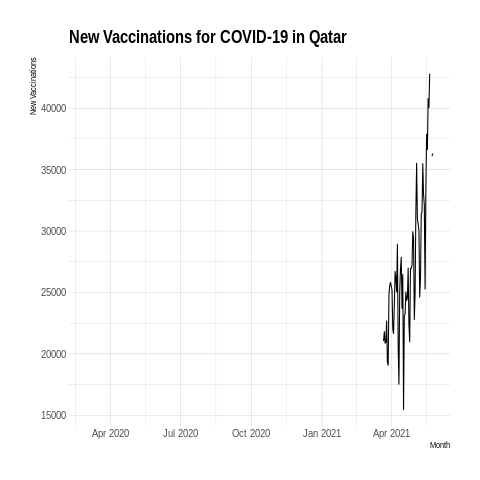 New Vaccinations for COVID-19 in Qatar
New Vaccinations
40000
35000
30000
25000
20000
15000
Apr 2020 Jul 2020 Oct 2020 Jan 2021 Apr 2021
Month